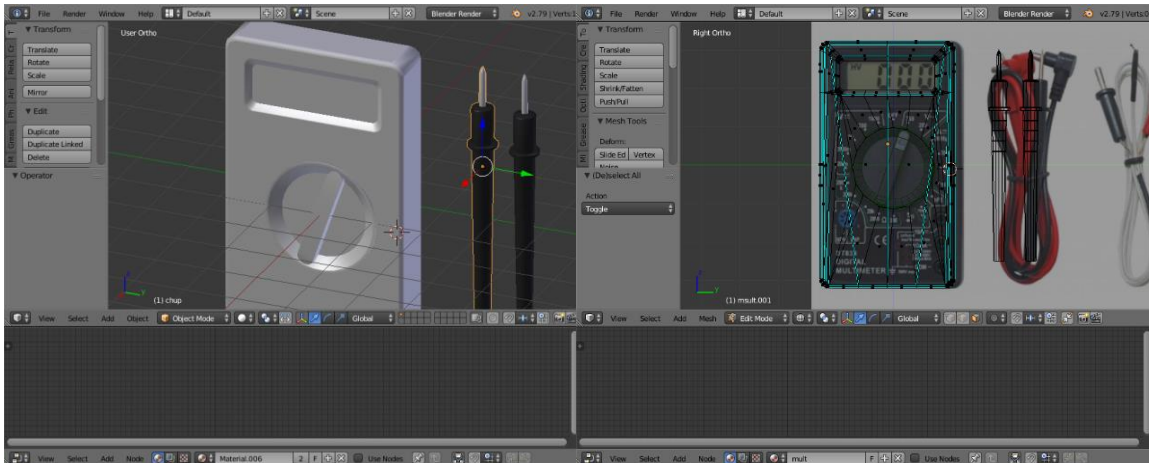 File Render Window Help Default Scene Blender Render v2.79 | Verts:1
Transform
User Ortho
Translate
Rotate
Scale
Mirror
Edit
Duplicate
Duplicate Linked
Delete
Operator
(1) chup
View Select Add Object Object Mode Global
View Select Add Node Material.006 2 F Use Nodes
File Render Window Help Default Scene Blender Render v2.79 | Verts:0
Transform
Right Ortho
Translate
Rotate
Scale
Shrink/Fatten
Push/Pull
Mesh Tools
Deform:
Slide Ed Vertex
Noise
(De)select All
Action
Toggle
DIGITAL
MULTIMETER
(1) msult.001
View Select Add Mesh Edit Mode Global
View Select Add Node mult F Use Nodes